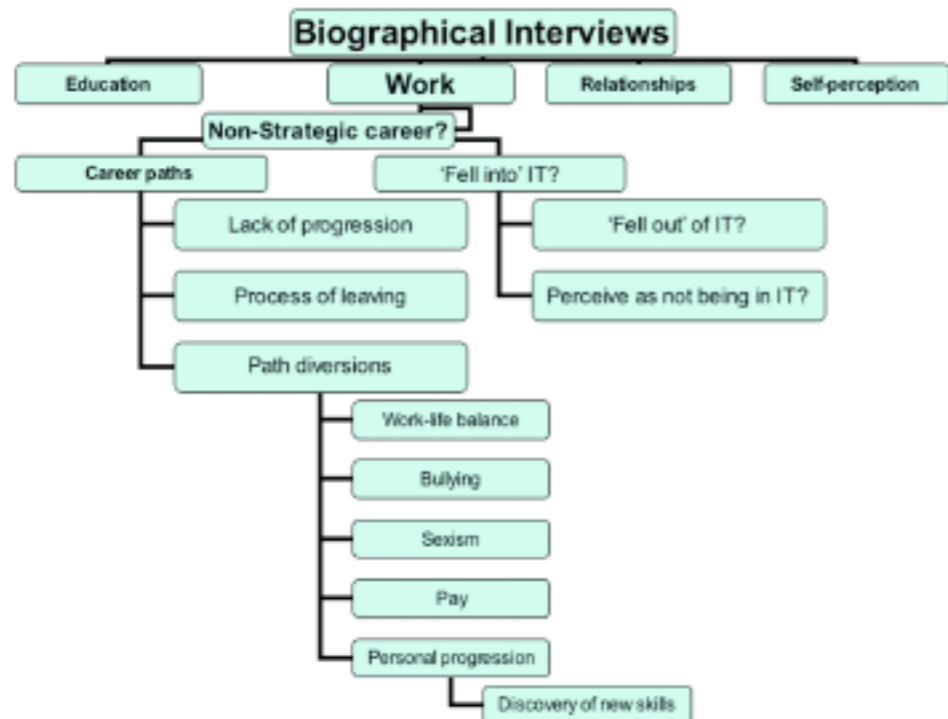 Biographical Interviews
Education
Work
Relationships
Self-perception
Non-Strategic career?
Career paths
'Fell into' IT?
Lack of progression
'Fell out' of IT?
Process of leaving
Perceive as not being in IT?
Path diversions
Work-life balance
Bullying
Sexism
Pay
Personal progression
Discovery of new skills